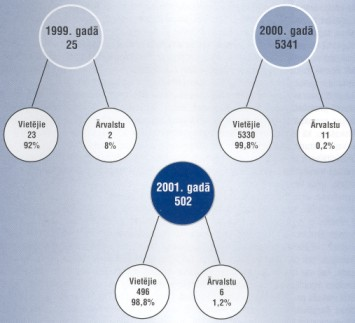 1999. gadā
25
Vietējie
23
92%
Ārvalstu
2
8%
2000. gadā
5341
Vietējie
5330
99,8%
Ārvalstu
11
0,2%
2001. gadā
502
Vietējie
496
98,8%
Ārvalstu
6
1,2%